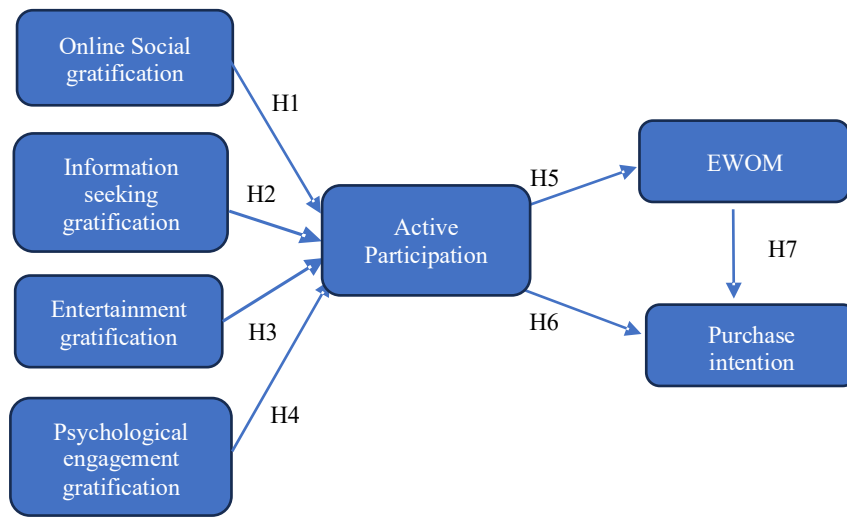 Online Social
gratification
H1
Information
seeking
gratification
H2
Entertainment
gratification
H3
Psychological
engagement
gratification
H4
Active
Participation
H5
EWOM
H6
H7
Purchase
intention